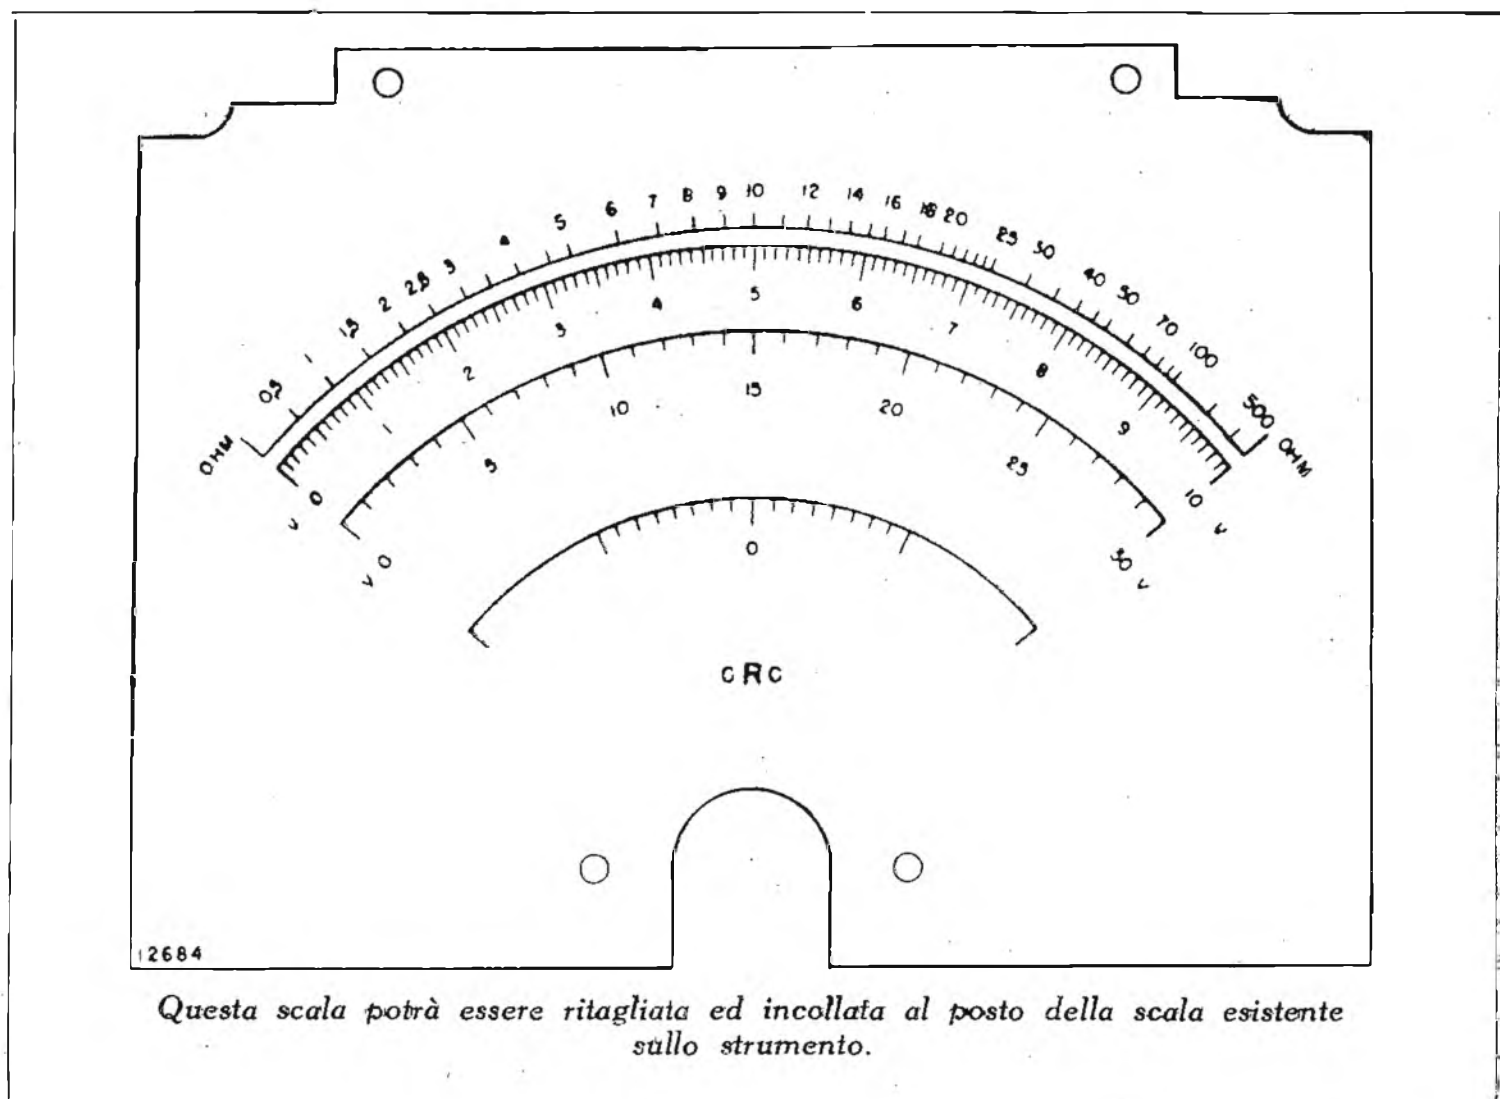 OHM 0,5 1 1,5 2 2,5 3 4 5 6 7 8 9 10 12 14 16 18 20 25 30 40 50 70 100 500 OHM
V 0 1 2 3 4 5 6 7 8 9 10 V
V 0 5 10 15 20 25 30 V
0
CRC
12684
Questa scala potrà essere ritagliata ed incollata al posto della scala esistente
sullo strumento.